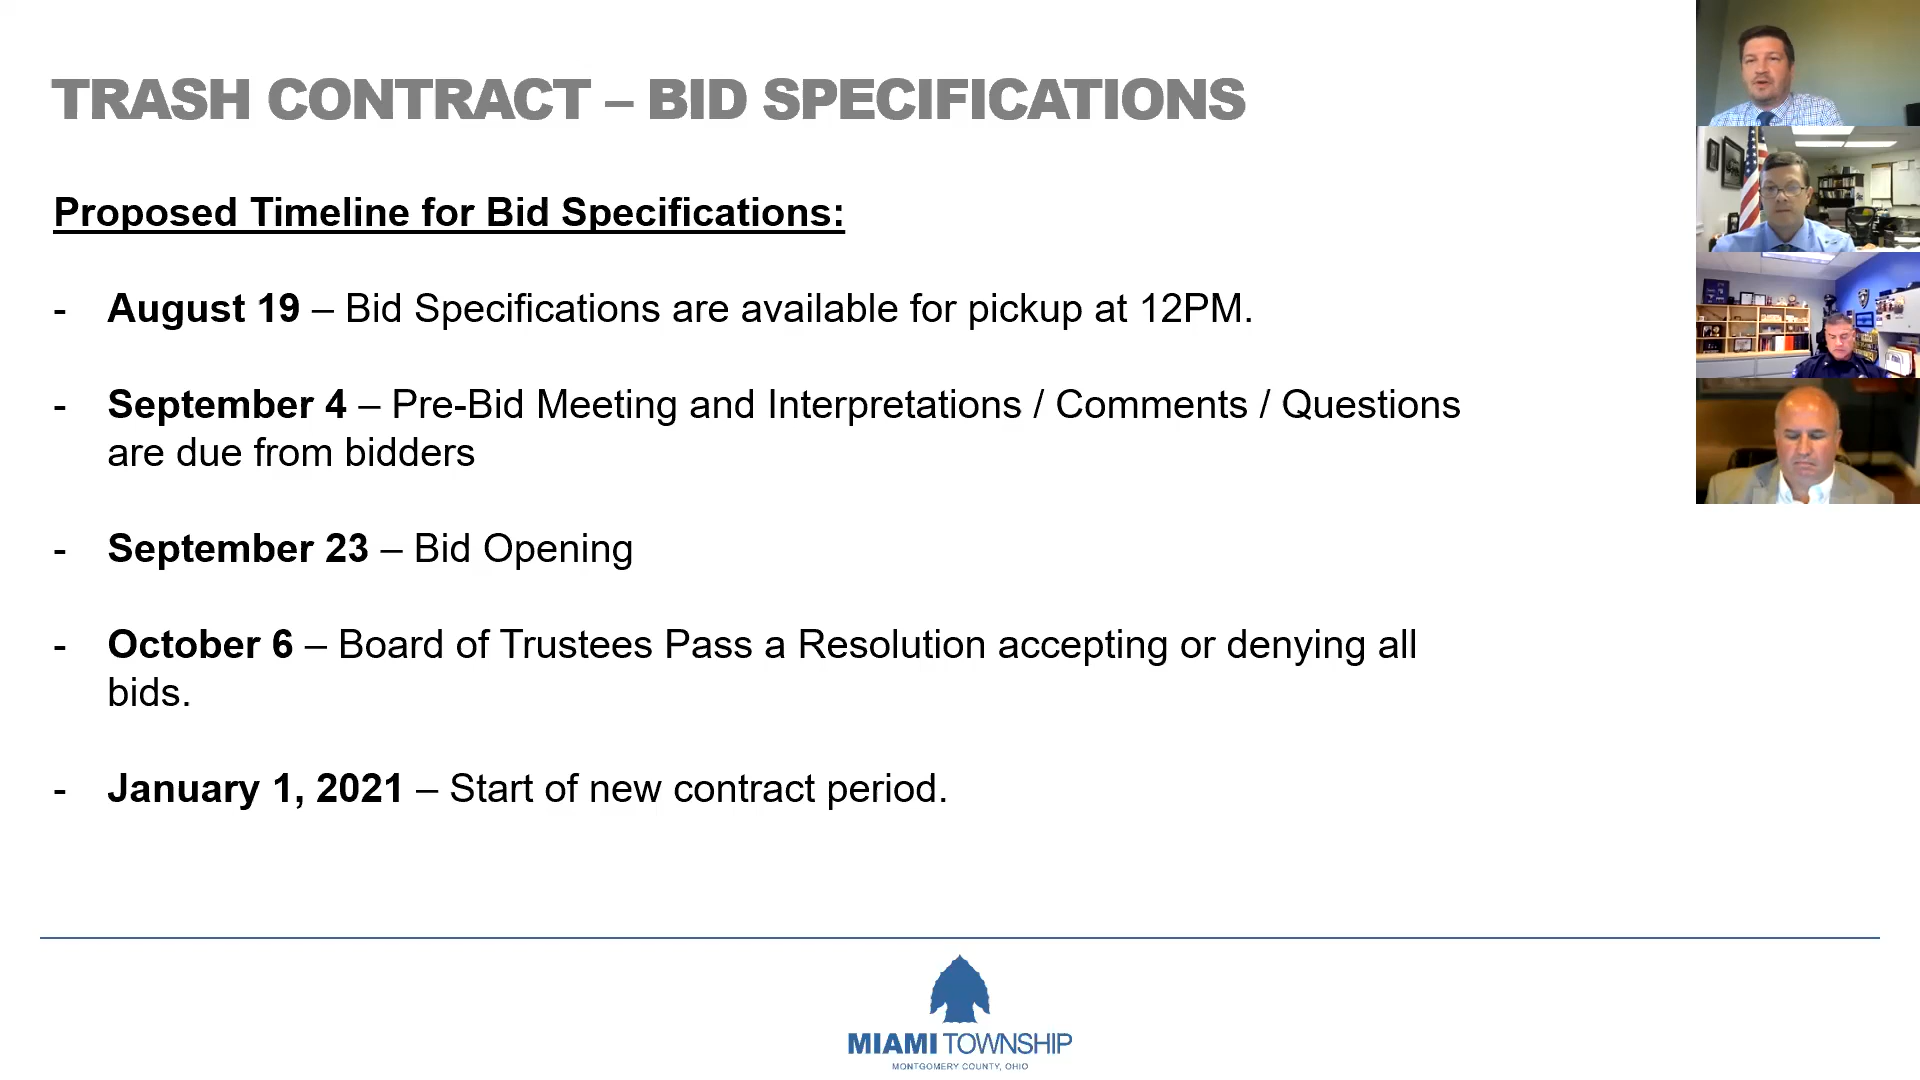 TRASH CONTRACT – BID SPECIFICATIONS
Proposed Timeline for Bid Specifications:
- August 19 – Bid Specifications are available for pickup at 12PM.
- September 4 – Pre-Bid Meeting and Interpretations / Comments / Questions
are due from bidders
- September 23 – Bid Opening
- October 6 – Board of Trustees Pass a Resolution accepting or denying all
bids.
- January 1, 2021 – Start of new contract period.
MIAMI TOWNSHIP
MONTGOMERY COUNTY, OHIO